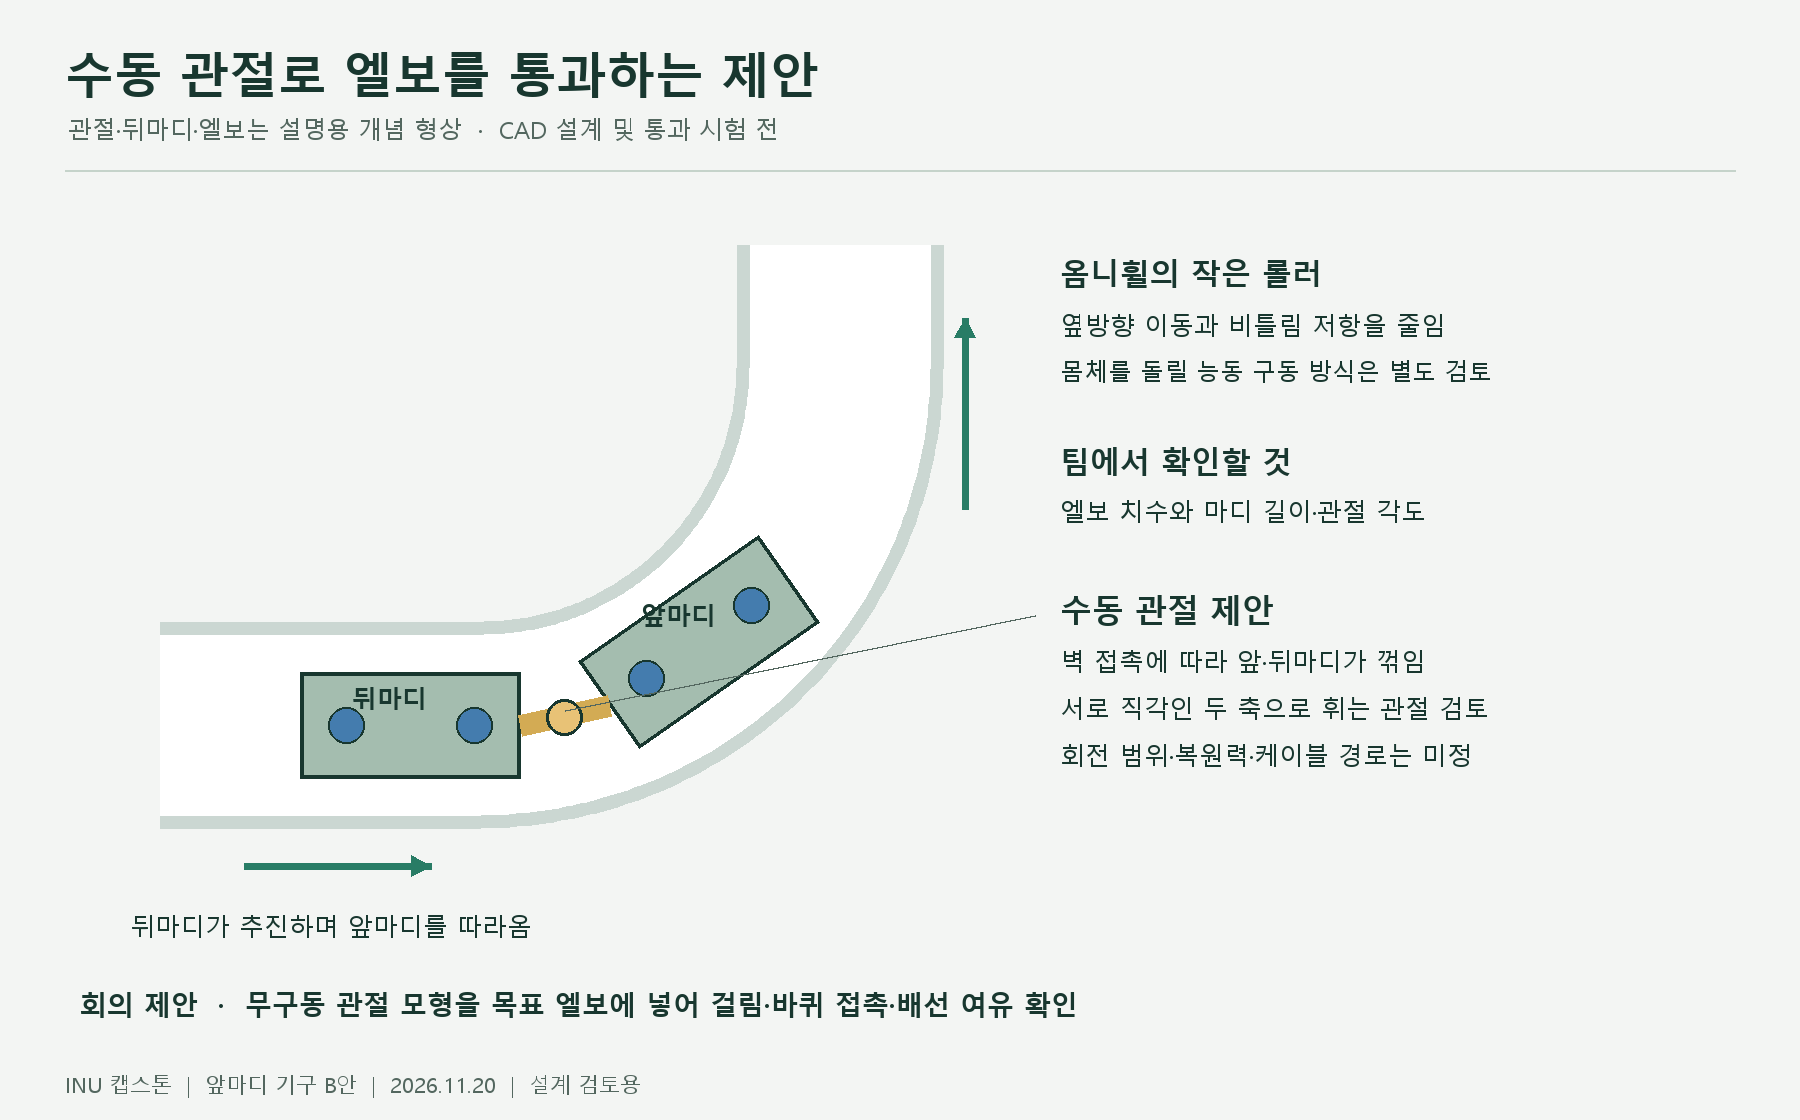 수동 관절로 엘보를 통과하는 제안
관절·뒤마디·엘보는 설명용 개념 형상 · CAD 설계 및 통과 시험 전
옴니휠의 작은 롤러
옆방향 이동과 비틀림 저항을 줄임
몸체를 돌릴 능동 구동 방식은 별도 검토
팀에서 확인할 것
엘보 치수와 마디 길이·관절 각도
수동 관절 제안
벽 접촉에 따라 앞·뒤마디가 꺾임
서로 직각인 두 축으로 휘는 관절 검토
회전 범위·복원력·케이블 경로는 미정
앞마디
뒤마디
뒤마디가 추진하며 앞마디를 따라옴
회의 제안 · 무구동 관절 모형을 목표 엘보에 넣어 걸림·바퀴 접촉·배선 여유 확인
INU 캡스톤 | 앞마디 기구 B안 | 2026.11.20 | 설계 검토용